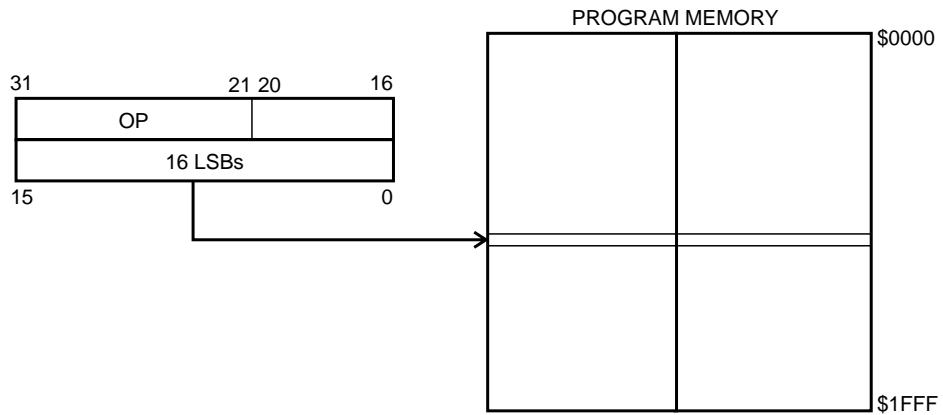 PROGRAM MEMORY
$0000
31 21 20 16
OP
16 LSBs
15 0
$1FFF